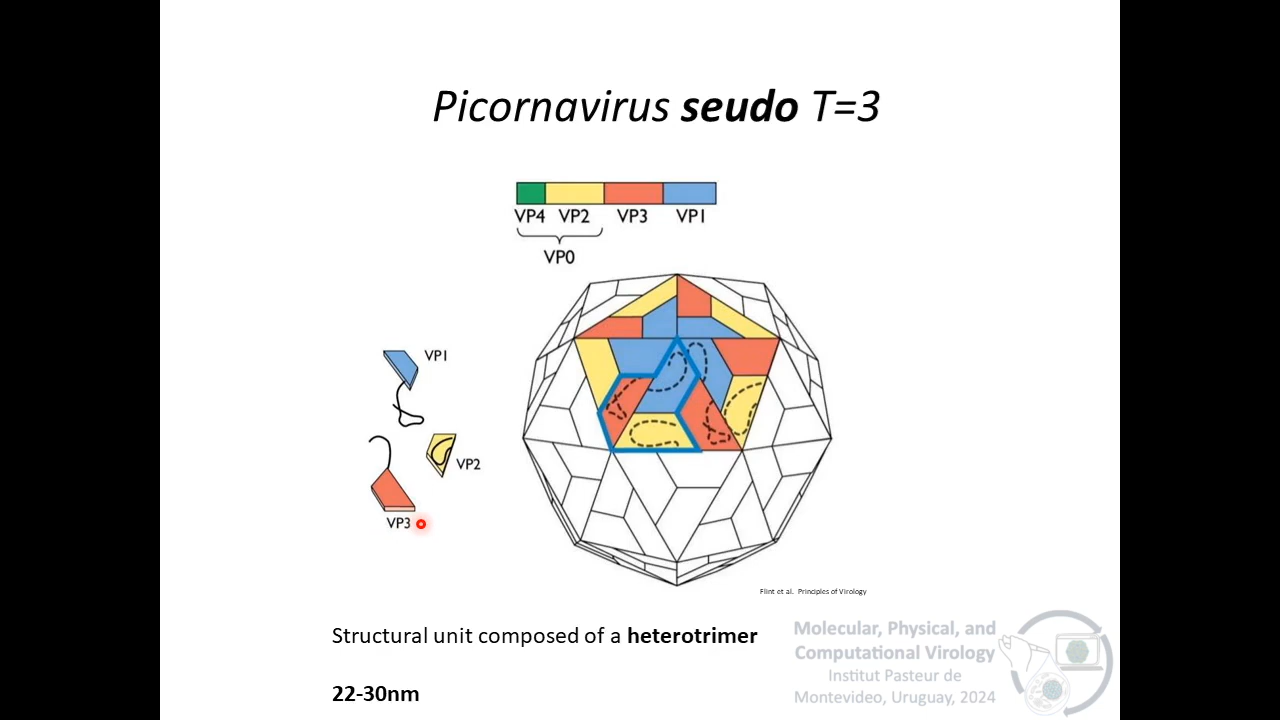 Picornavirus seudo T=3
VP4 VP2 VP3 VP1
VP0
VP1
VP2
VP3
Flint et al. Principles of Virology
Structural unit composed of a heterotrimer
22-30nm
Molecular, Physical, and
Computational Virology
Institut Pasteur de
Montevideo, Uruguay, 2024